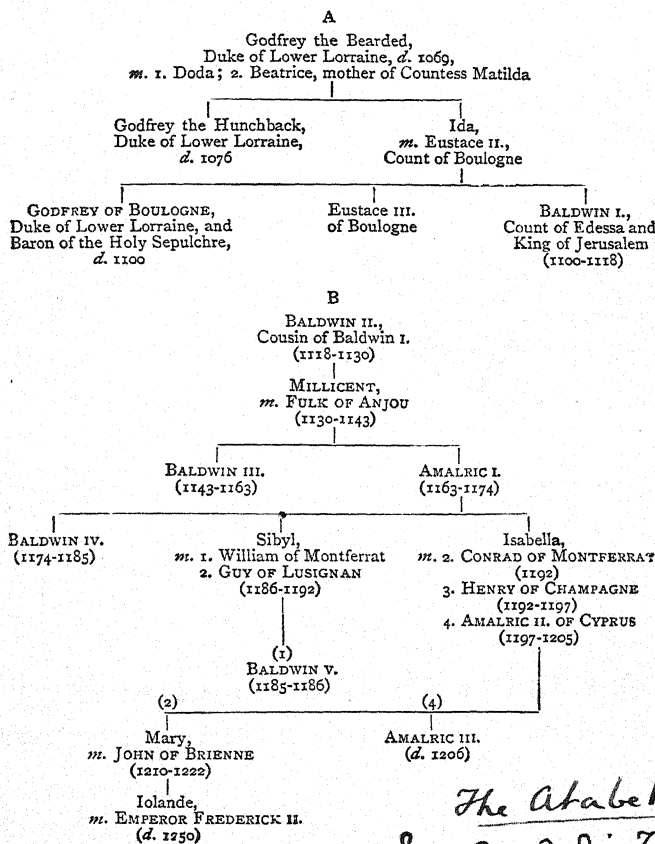 A
Godfrey the Bearded,
Duke of Lower Lorraine, d. 1069,
m. 1. Doda; 2. Beatrice, mother of Countess Matilda
Godfrey the Hunchback,
Duke of Lower Lorraine,
d. 1076
Ida,
m. Eustace II.,
Count of Boulogne
GODFREY OF BOULOGNE,
Duke of Lower Lorraine, and
Baron of the Holy Sepulchre,
d. 1100
Eustace III.
of Boulogne
BALDWIN I.,
Count of Edessa and
King of Jerusalem
(1100-1118)
B
BALDWIN II.,
Cousin of Baldwin I.
(1118-1130)
MILLICENT,
m. FULK OF ANJOU
(1130-1143)
BALDWIN III.
(1143-1163)
AMALRIC I.
(1163-1174)
BALDWIN IV.
(1174-1185)
Sibyl,
m. 1. William of Montferrat
2. GUY OF LUSIGNAN
(1186-1192)
Isabella,
m. 2. CONRAD OF MONTFERRAT
(1192)
3. HENRY OF CHAMPAGNE
(1192-1197)
4. AMALRIC II. OF CYPRUS
(1197-1205)
(1)
BALDWIN V.
(1185-1186)
(2)
(4)
Mary,
m. JOHN OF BRIENNE
(1210-1222)
AMALRIC III.
(d. 1206)
Iolande,
m. EMPEROR FREDERICK II.
(d. 1250)
The Atabe